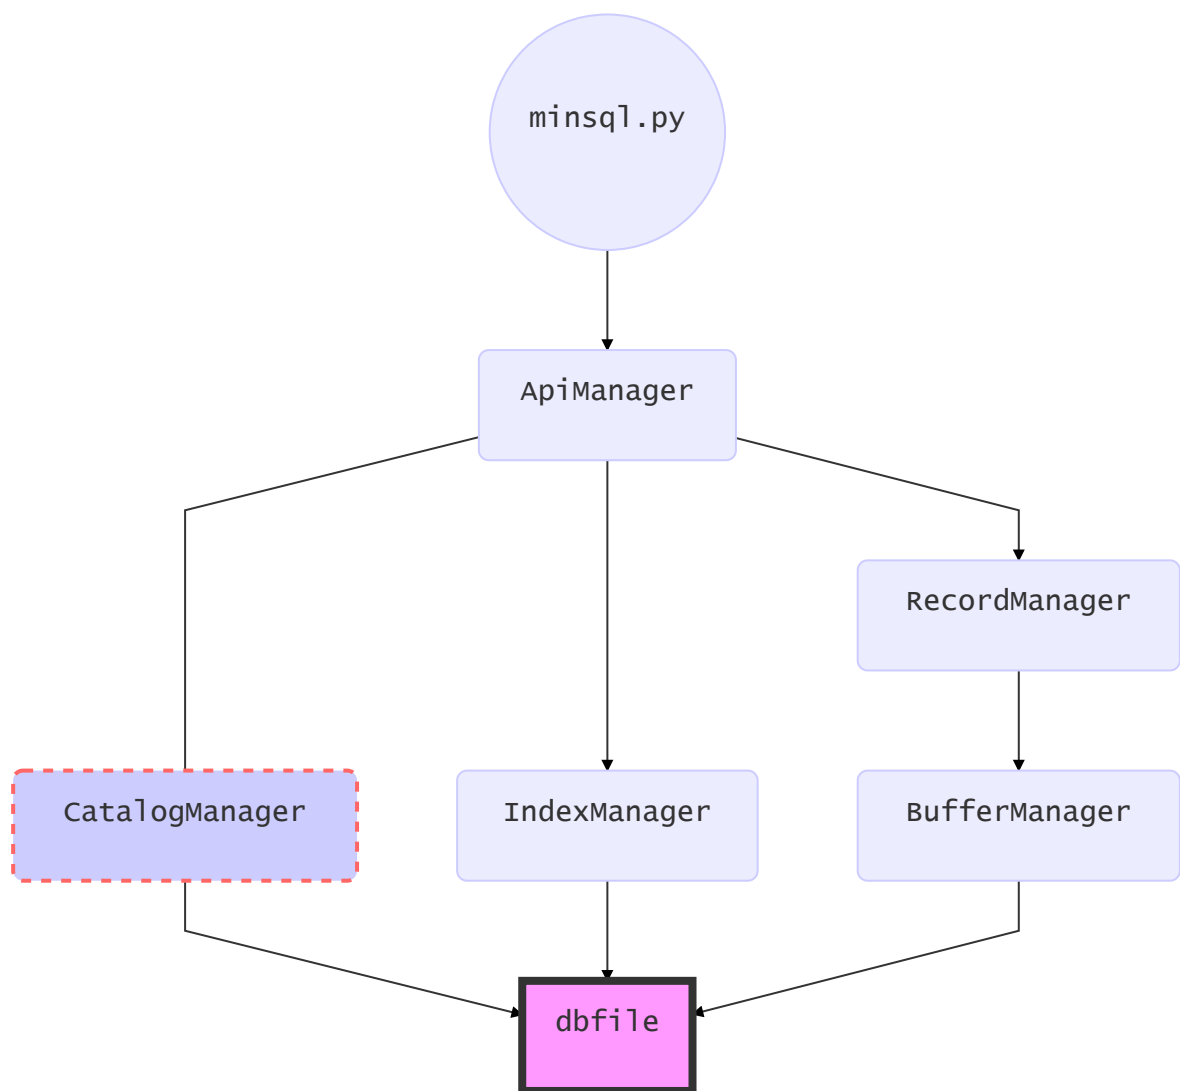 minsql.py
ApiManager
RecordManager
CatalogManager
IndexManager
BufferManager
dbfile